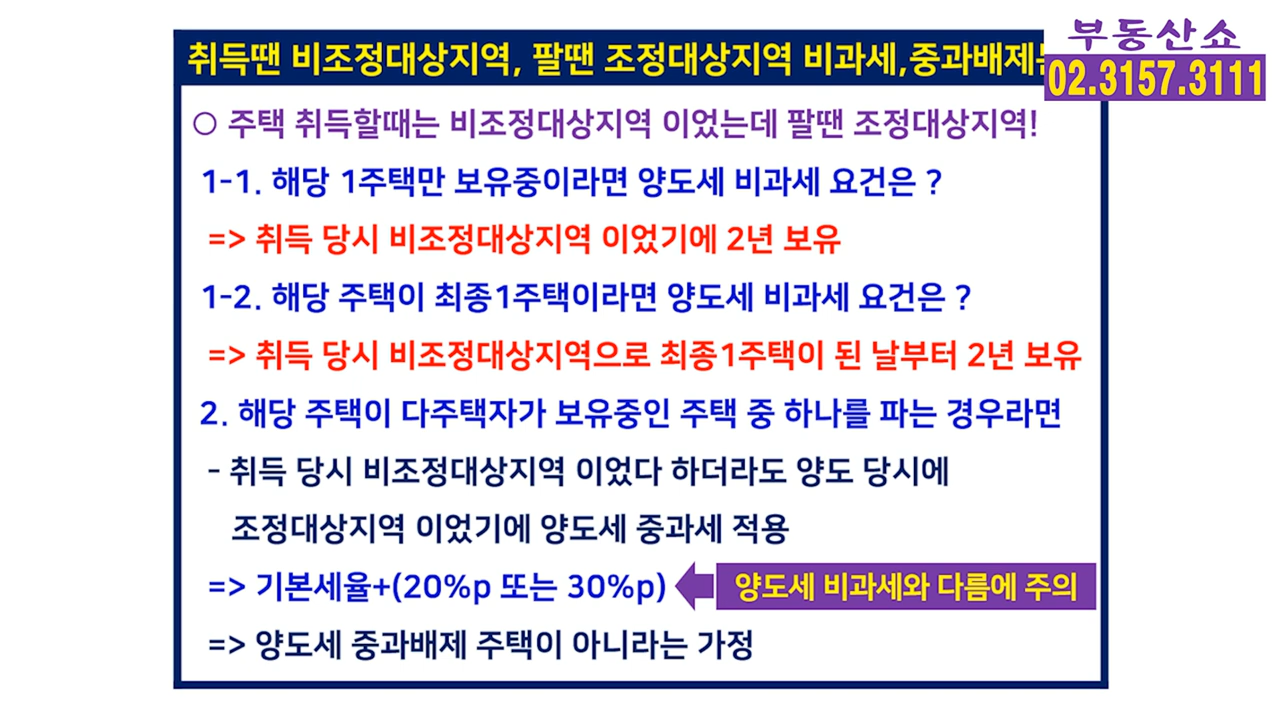 취득땐 비조정대상지역, 팔땐 조정대상지역 비과세,중과배제
부동산쇼
02.3157.3111
○ 주택 취득할때는 비조정대상지역 이었는데 팔땐 조정대상지역!
1-1. 해당 1주택만 보유중이라면 양도세 비과세 요건은 ?
=> 취득 당시 비조정대상지역 이었기에 2년 보유
1-2. 해당 주택이 최종1주택이라면 양도세 비과세 요건은 ?
=> 취득 당시 비조정대상지역으로 최종1주택이 된 날부터 2년 보유
2. 해당 주택이 다주택자가 보유중인 주택 중 하나를 파는 경우라면
- 취득 당시 비조정대상지역 이었다 하더라도 양도 당시에
조정대상지역 이었기에 양도세 중과세 적용
=> 기본세율+(20%p 또는 30%p)
양도세 비과세와 다름에 주의
=> 양도세 중과배제 주택이 아니라는 가정